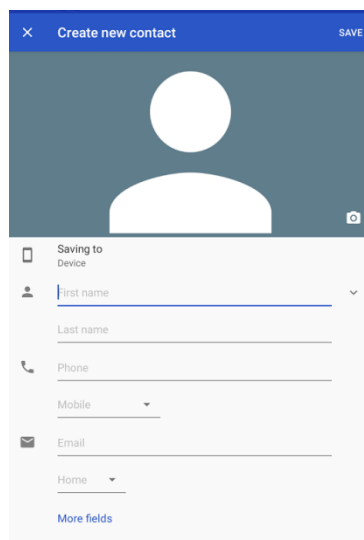 Create new contact SAVE
Saving to
Device
First name
Last name
Phone
Mobile
Email
Home
More fields